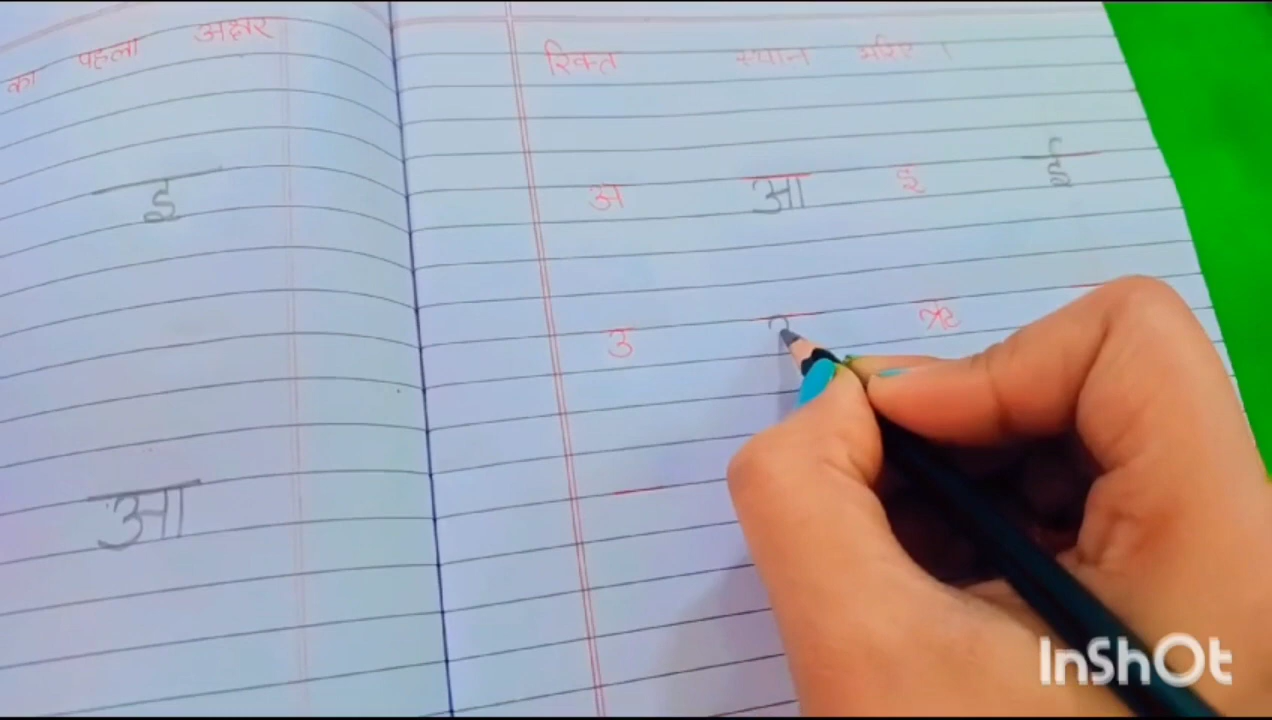 का पहला अक्षर
इ
आ
रिक्त स्थान भरिए ।
अ आ इ ई
उ ऋ
InShOt